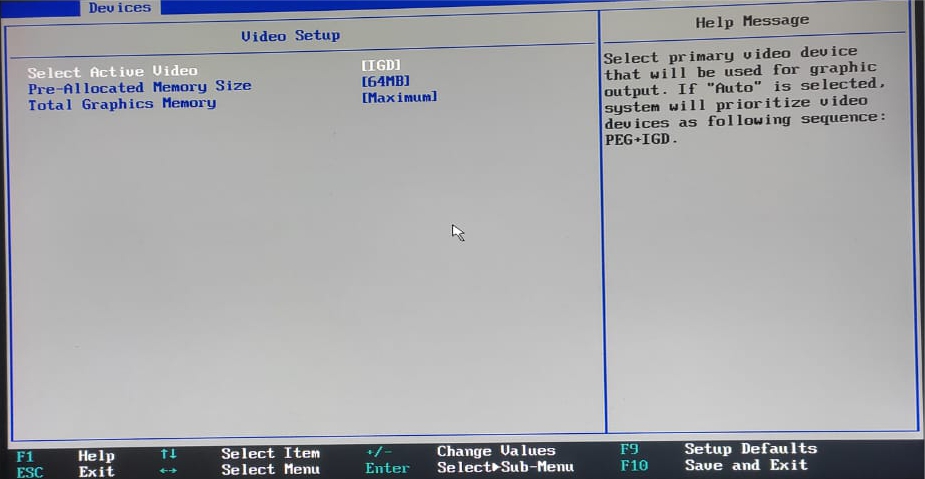 Devices
Video Setup
Select Active Video [IGD]
Pre-Allocated Memory Size [64MB]
Total Graphics Memory [Maximum]
Help Message
Select primary video device
that will be used for graphic
output. If "Auto" is selected,
system will prioritize video
devices as following sequence:
PEG→IGD.
F1 Help ↑↓ Select Item +/- Change Values F9 Setup Defaults
ESC Exit ←→ Select Menu Enter Select▶Sub-Menu F10 Save and Exit